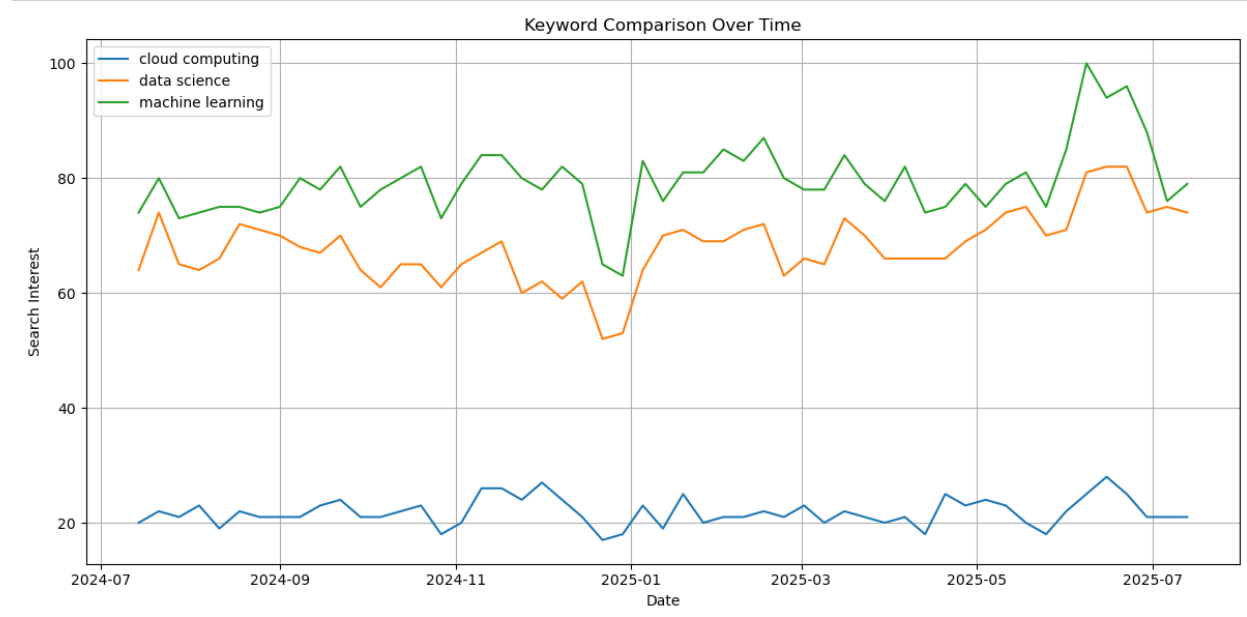 Keyword Comparison Over Time
cloud computing
data science
machine learning
Search Interest
100
80
60
40
20
2024-07
2024-09
2024-11
2025-01
2025-03
2025-05
2025-07
Date